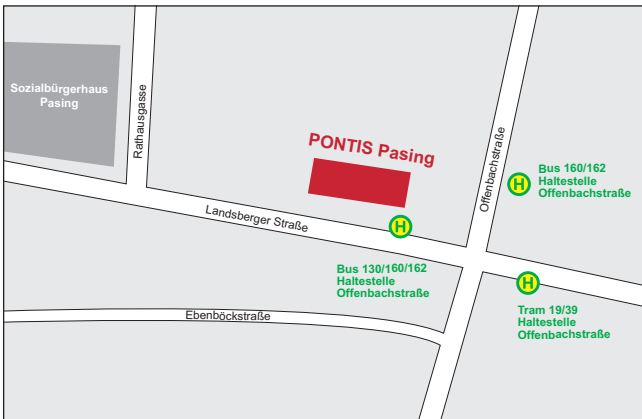 Sozialbürgerhaus
Pasing
Rathausgasse
PONTIS Pasing
Offenbachstraße
H
Bus 160/162
Haltestelle
Offenbachstraße
Landsberger Straße
H
Bus 130/160/162
Haltestelle
Offenbachstraße
H
Tram 19/39
Haltestelle
Offenbachstraße
Ebenböckstraße